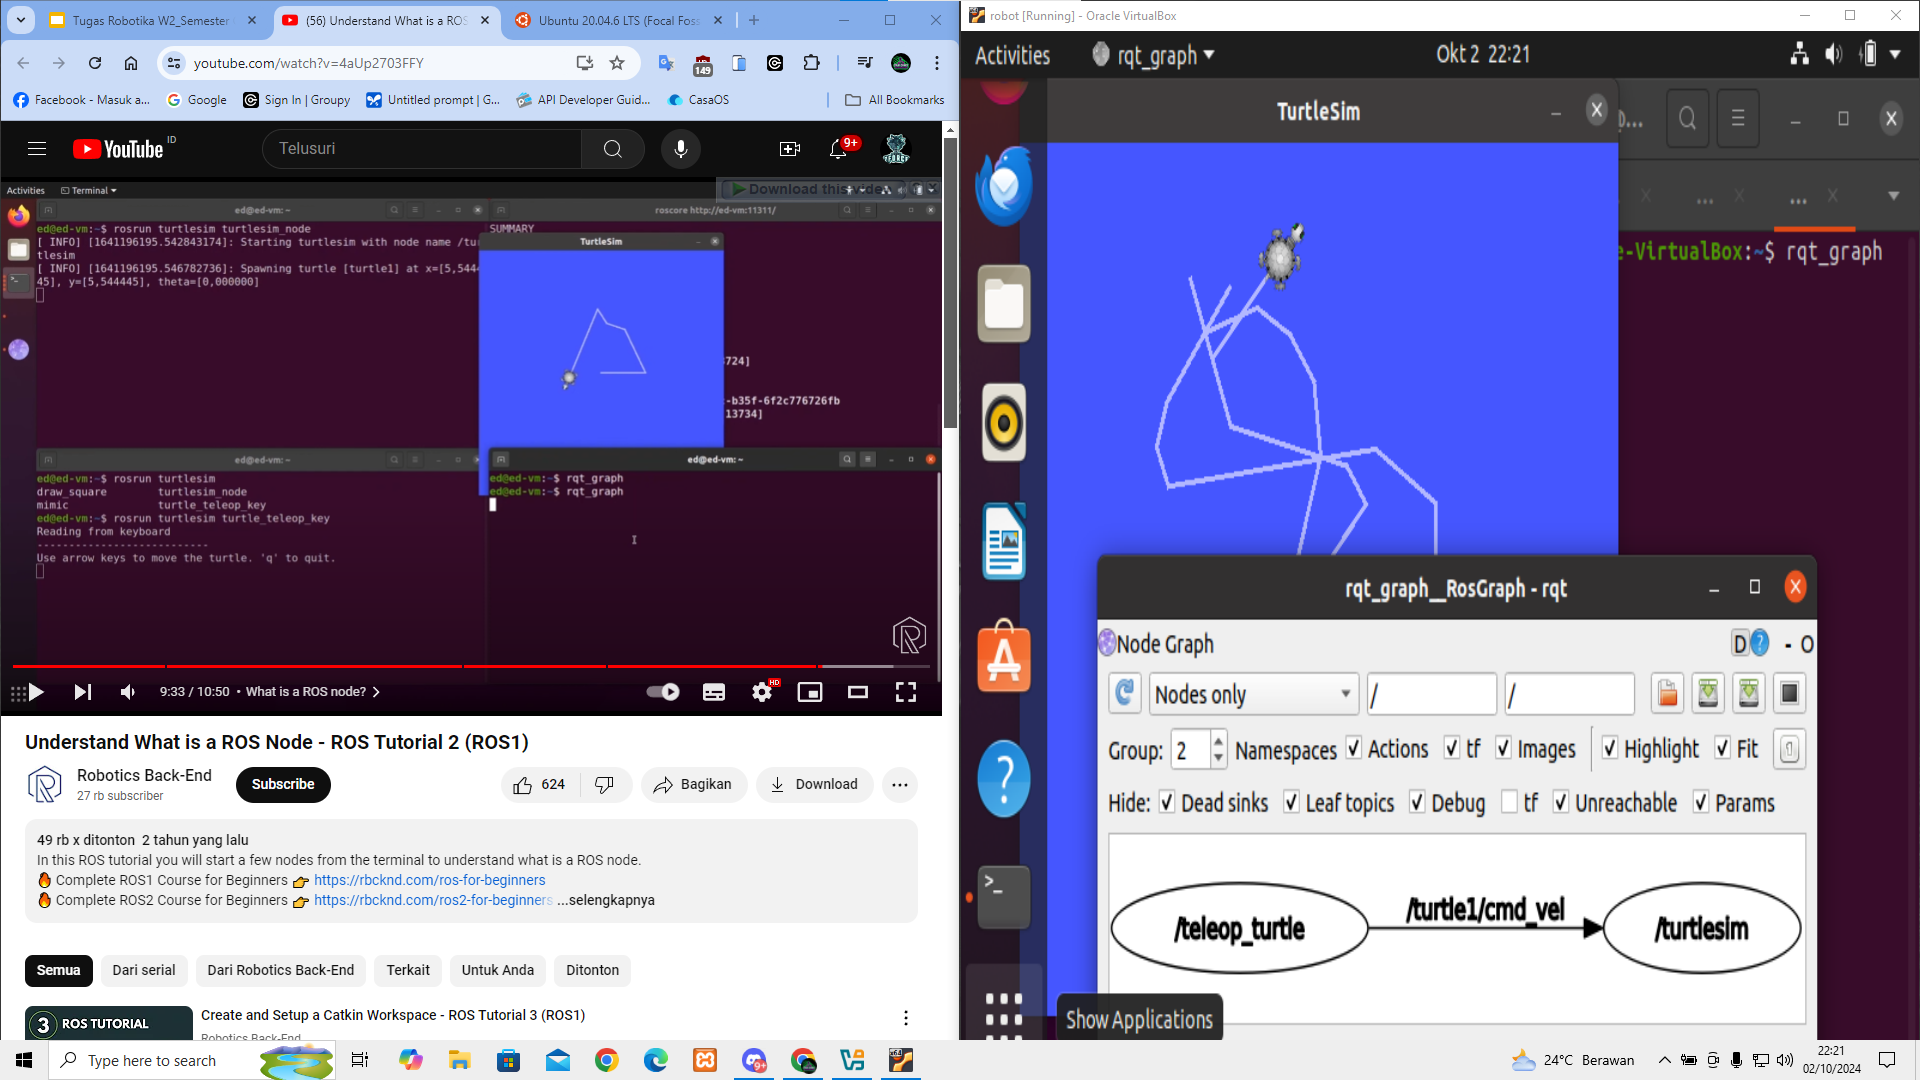 Tugas Robotika W2_Semester
(56) Understand What is a ROS
Ubuntu 20.04.6 LTS (Focal Foss
youtube.com/watch?v=4aUp2703FFY
149
Facebook - Masuk a...
Google
Sign In | Groupy
Untitled prompt | G...
API Developer Guid...
CasaOS
All Bookmarks
YouTube ID
Telusuri
9+
Activities
Terminal
Download this video
ed@ed-vm: ~
roscore http://ed-vm:11311/
ed@ed-vm:~$ rosrun turtlesim turtlesim_node
SUMMARY
[ INFO] [1641196195.542843174]: Starting turtlesim with node name /tur
tlesim
[ INFO] [1641196195.546782736]: Spawning turtle [turtle1] at x=[5,5444
45], y=[5,544445], theta=[0,000000]
TurtleSim
3724]
-b35f-6f2c776726fb
13734]
ed@ed-vm: ~
ed@ed-vm:~$ rosrun turtlesim
draw_square turtlesim_node
mimic turtle_teleop_key
ed@ed-vm:~$ rosrun turtlesim turtle_teleop_key
Reading from keyboard
---------------------------
Use arrow keys to move the turtle. 'q' to quit.
ed@ed-vm: ~
ed@ed-vm:~$ rqt_graph
ed@ed-vm:~$ rqt_graph
9:33 / 10:50 • What is a ROS node?
HD
Understand What is a ROS Node - ROS Tutorial 2 (ROS1)
Robotics Back-End
27 rb subscriber
Subscribe
624
Bagikan
Download
49 rb x ditonton 2 tahun yang lalu
In this ROS tutorial you will start a few nodes from the terminal to understand what is a ROS node.
🔥 Complete ROS1 Course for Beginners 👉 https://rbcknd.com/ros-for-beginners
🔥 Complete ROS2 Course for Beginners 👉 https://rbcknd.com/ros2-for-beginners ...selengkapnya
Semua
Dari serial
Dari Robotics Back-End
Terkait
Untuk Anda
Ditonton
3 ROS TUTORIAL
Create and Setup a Catkin Workspace - ROS Tutorial 3 (ROS1)
Robotics Back-End
robot [Running] - Oracle VirtualBox
Activities
rqt_graph
Okt 2 22:21
TurtleSim
e-VirtualBox:~$ rqt_graph
rqt_graph__RosGraph - rqt
Node Graph
D
- O
Nodes only
/
/
Group: 2 Namespaces Actions tf Images Highlight Fit
Hide: Dead sinks Leaf topics Debug tf Unreachable Params
/teleop_turtle
/turtle1/cmd_vel
/turtlesim
Show Applications
Type here to search
24°C Berawan
22:21
02/10/2024